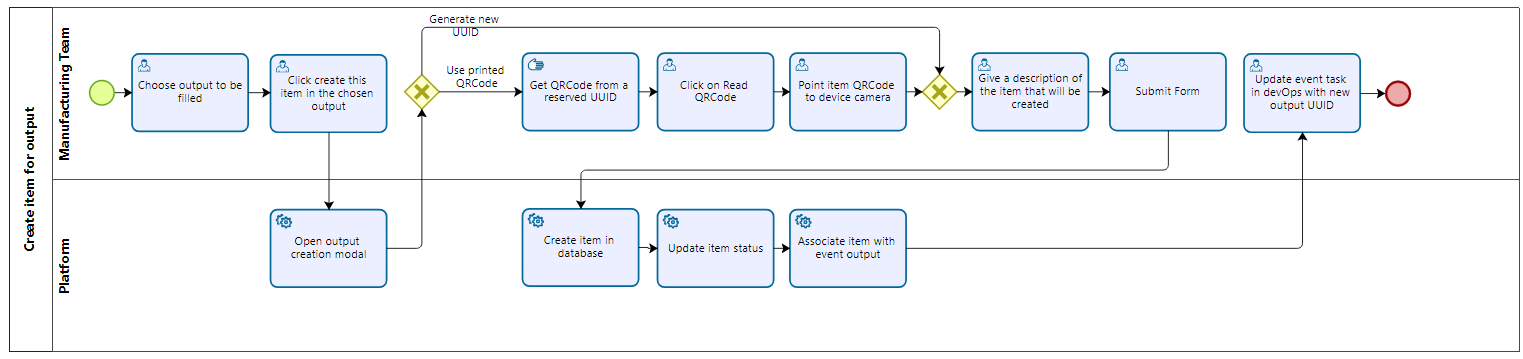 Create item for output
Manufacturing Team
Platform
Generate new
UUID
Use printed
QRCode
Choose output to be
filled
Click create this
item in the chosen
output
Get QRCode from a
reserved UUID
Click on Read
QRCode
Point item QRCode
to device camera
Give a description of
the item that will be
created
Submit Form
Update event task
in devOps with new
output UUID
Open output
creation modal
Create item in
database
Update item status
Associate item with
event output